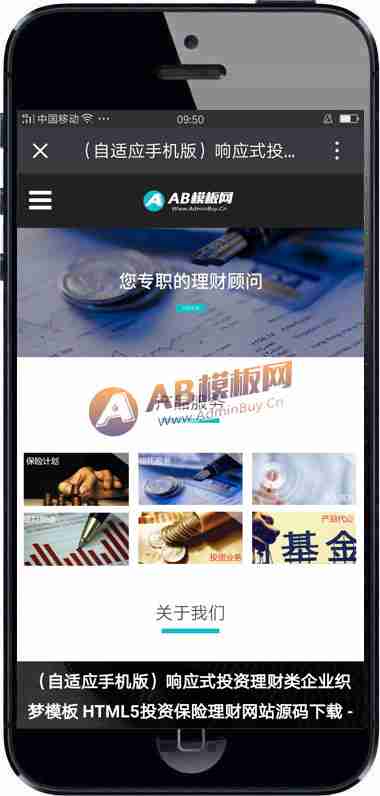 中国移动
09:50
（自适应手机版）响应式投...
AB模板网
Www.AdminBuy.Cn
您专职的理财顾问
产品服务
AB模板网
www.AdminBuy.Cn
保险计划
投资业务
基金
关于我们
（自适应手机版）响应式投资理财类企业织
梦模板 HTML5投资保险理财网站源码下载 -